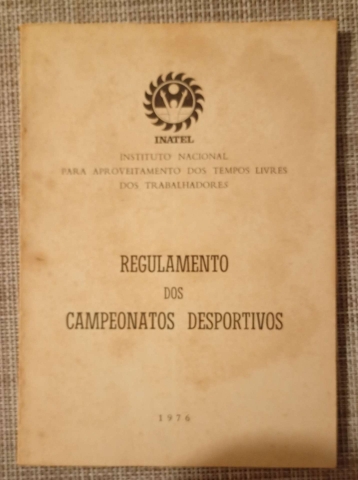 INATEL
INSTITUTO NACIONAL
PARA APROVEITAMENTO DOS TEMPOS LIVRES
DOS TRABALHADORES
REGULAMENTO
DOS
CAMPEONATOS DESPORTIVOS
1976